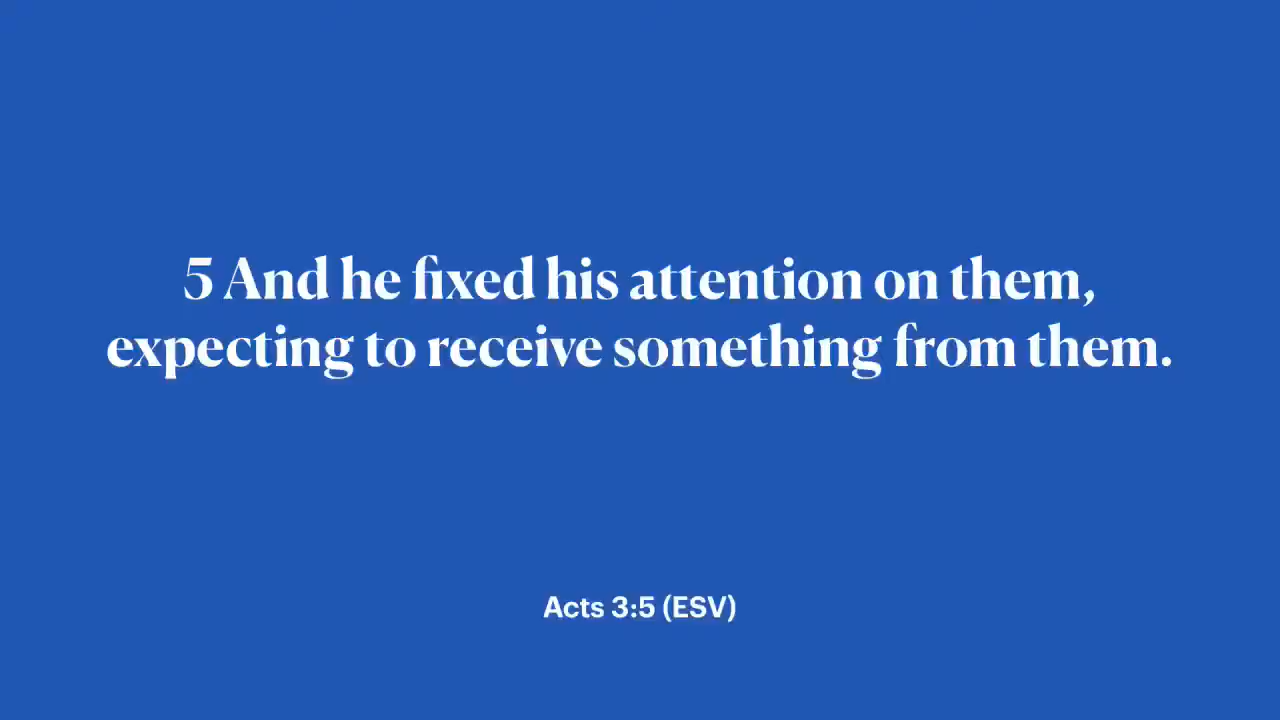 5 And he fixed his attention on them,
expecting to receive something from them.
Acts 3:5 (ESV)